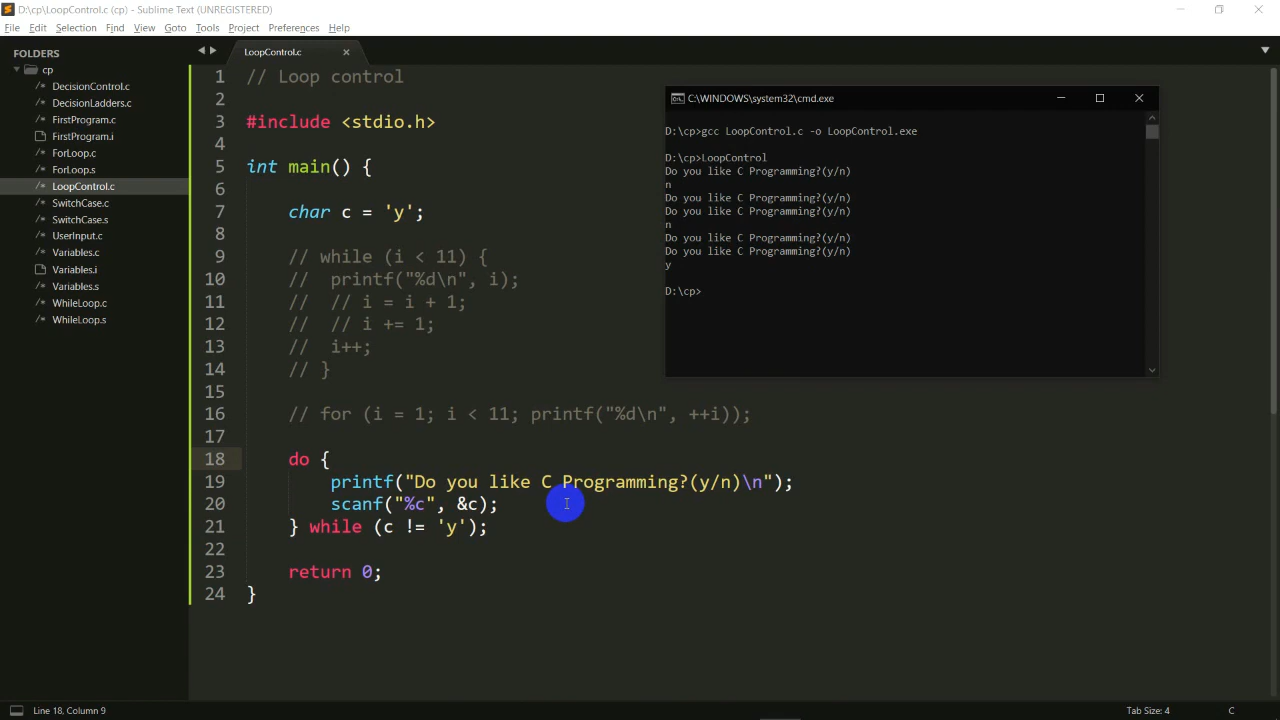 D:\cp\LoopControl.c (cp) - Sublime Text (UNREGISTERED)
File Edit Selection Find View Goto Tools Project Preferences Help
FOLDERS
cp
DecisionControl.c
DecisionLadders.c
FirstProgram.c
FirstProgram.i
ForLoop.c
ForLoop.s
LoopControl.c
SwitchCase.c
SwitchCase.s
UserInput.c
Variables.c
Variables.i
Variables.s
WhileLoop.c
WhileLoop.s
LoopControl.c
1 // Loop control
2
3 #include <stdio.h>
4
5 int main() {
6
7 char c = 'y';
8
9 // while (i < 11) {
10 // printf("%d\n", i);
11 // // i = i + 1;
12 // // i += 1;
13 // i++;
14 // }
15
16 // for (i = 1; i < 11; printf("%d\n", ++i));
17
18 do {
19 printf("Do you like C Programming?(y/n)\n");
20 scanf("%c", &c);
21 } while (c != 'y');
22
23 return 0;
24 }
C:\WINDOWS\system32\cmd.exe
D:\cp>gcc LoopControl.c -o LoopControl.exe
D:\cp>LoopControl
Do you like C Programming?(y/n)
n
Do you like C Programming?(y/n)
Do you like C Programming?(y/n)
n
Do you like C Programming?(y/n)
Do you like C Programming?(y/n)
y
D:\cp>
Line 18, Column 9
Tab Size: 4
C